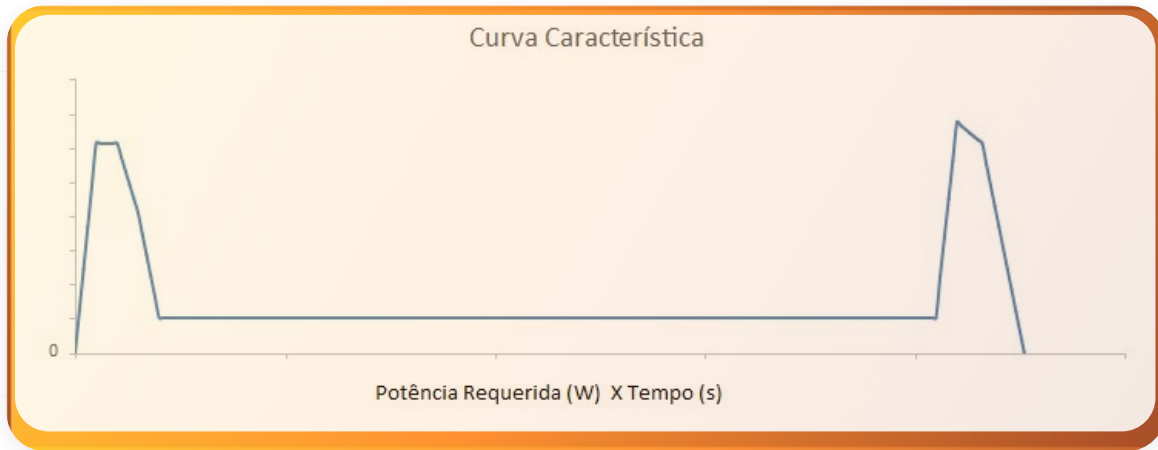 Curva Característica
0
Potência Requerida (W) X Tempo (s)